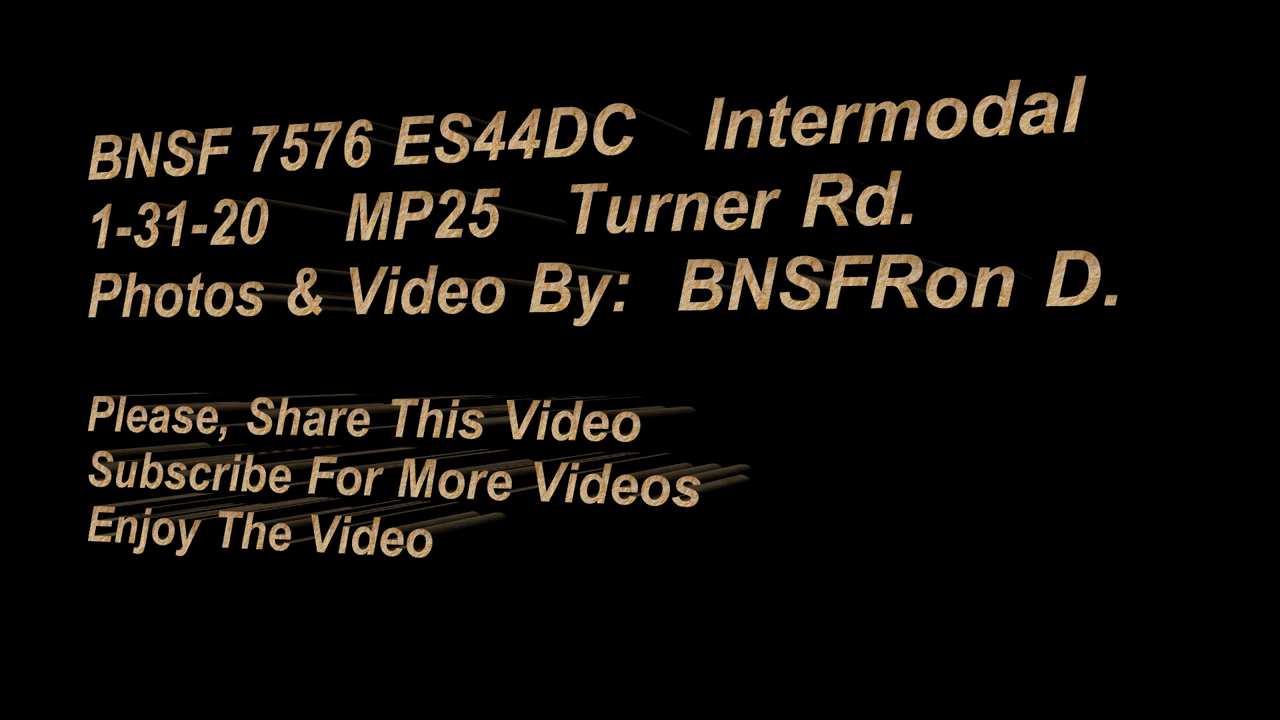 BNSF 7576 ES44DC Intermodal
1-31-20 MP25 Turner Rd.
Photos & Video By: BNSFRon D.
Please, Share This Video
Subscribe For More Videos
Enjoy The Video